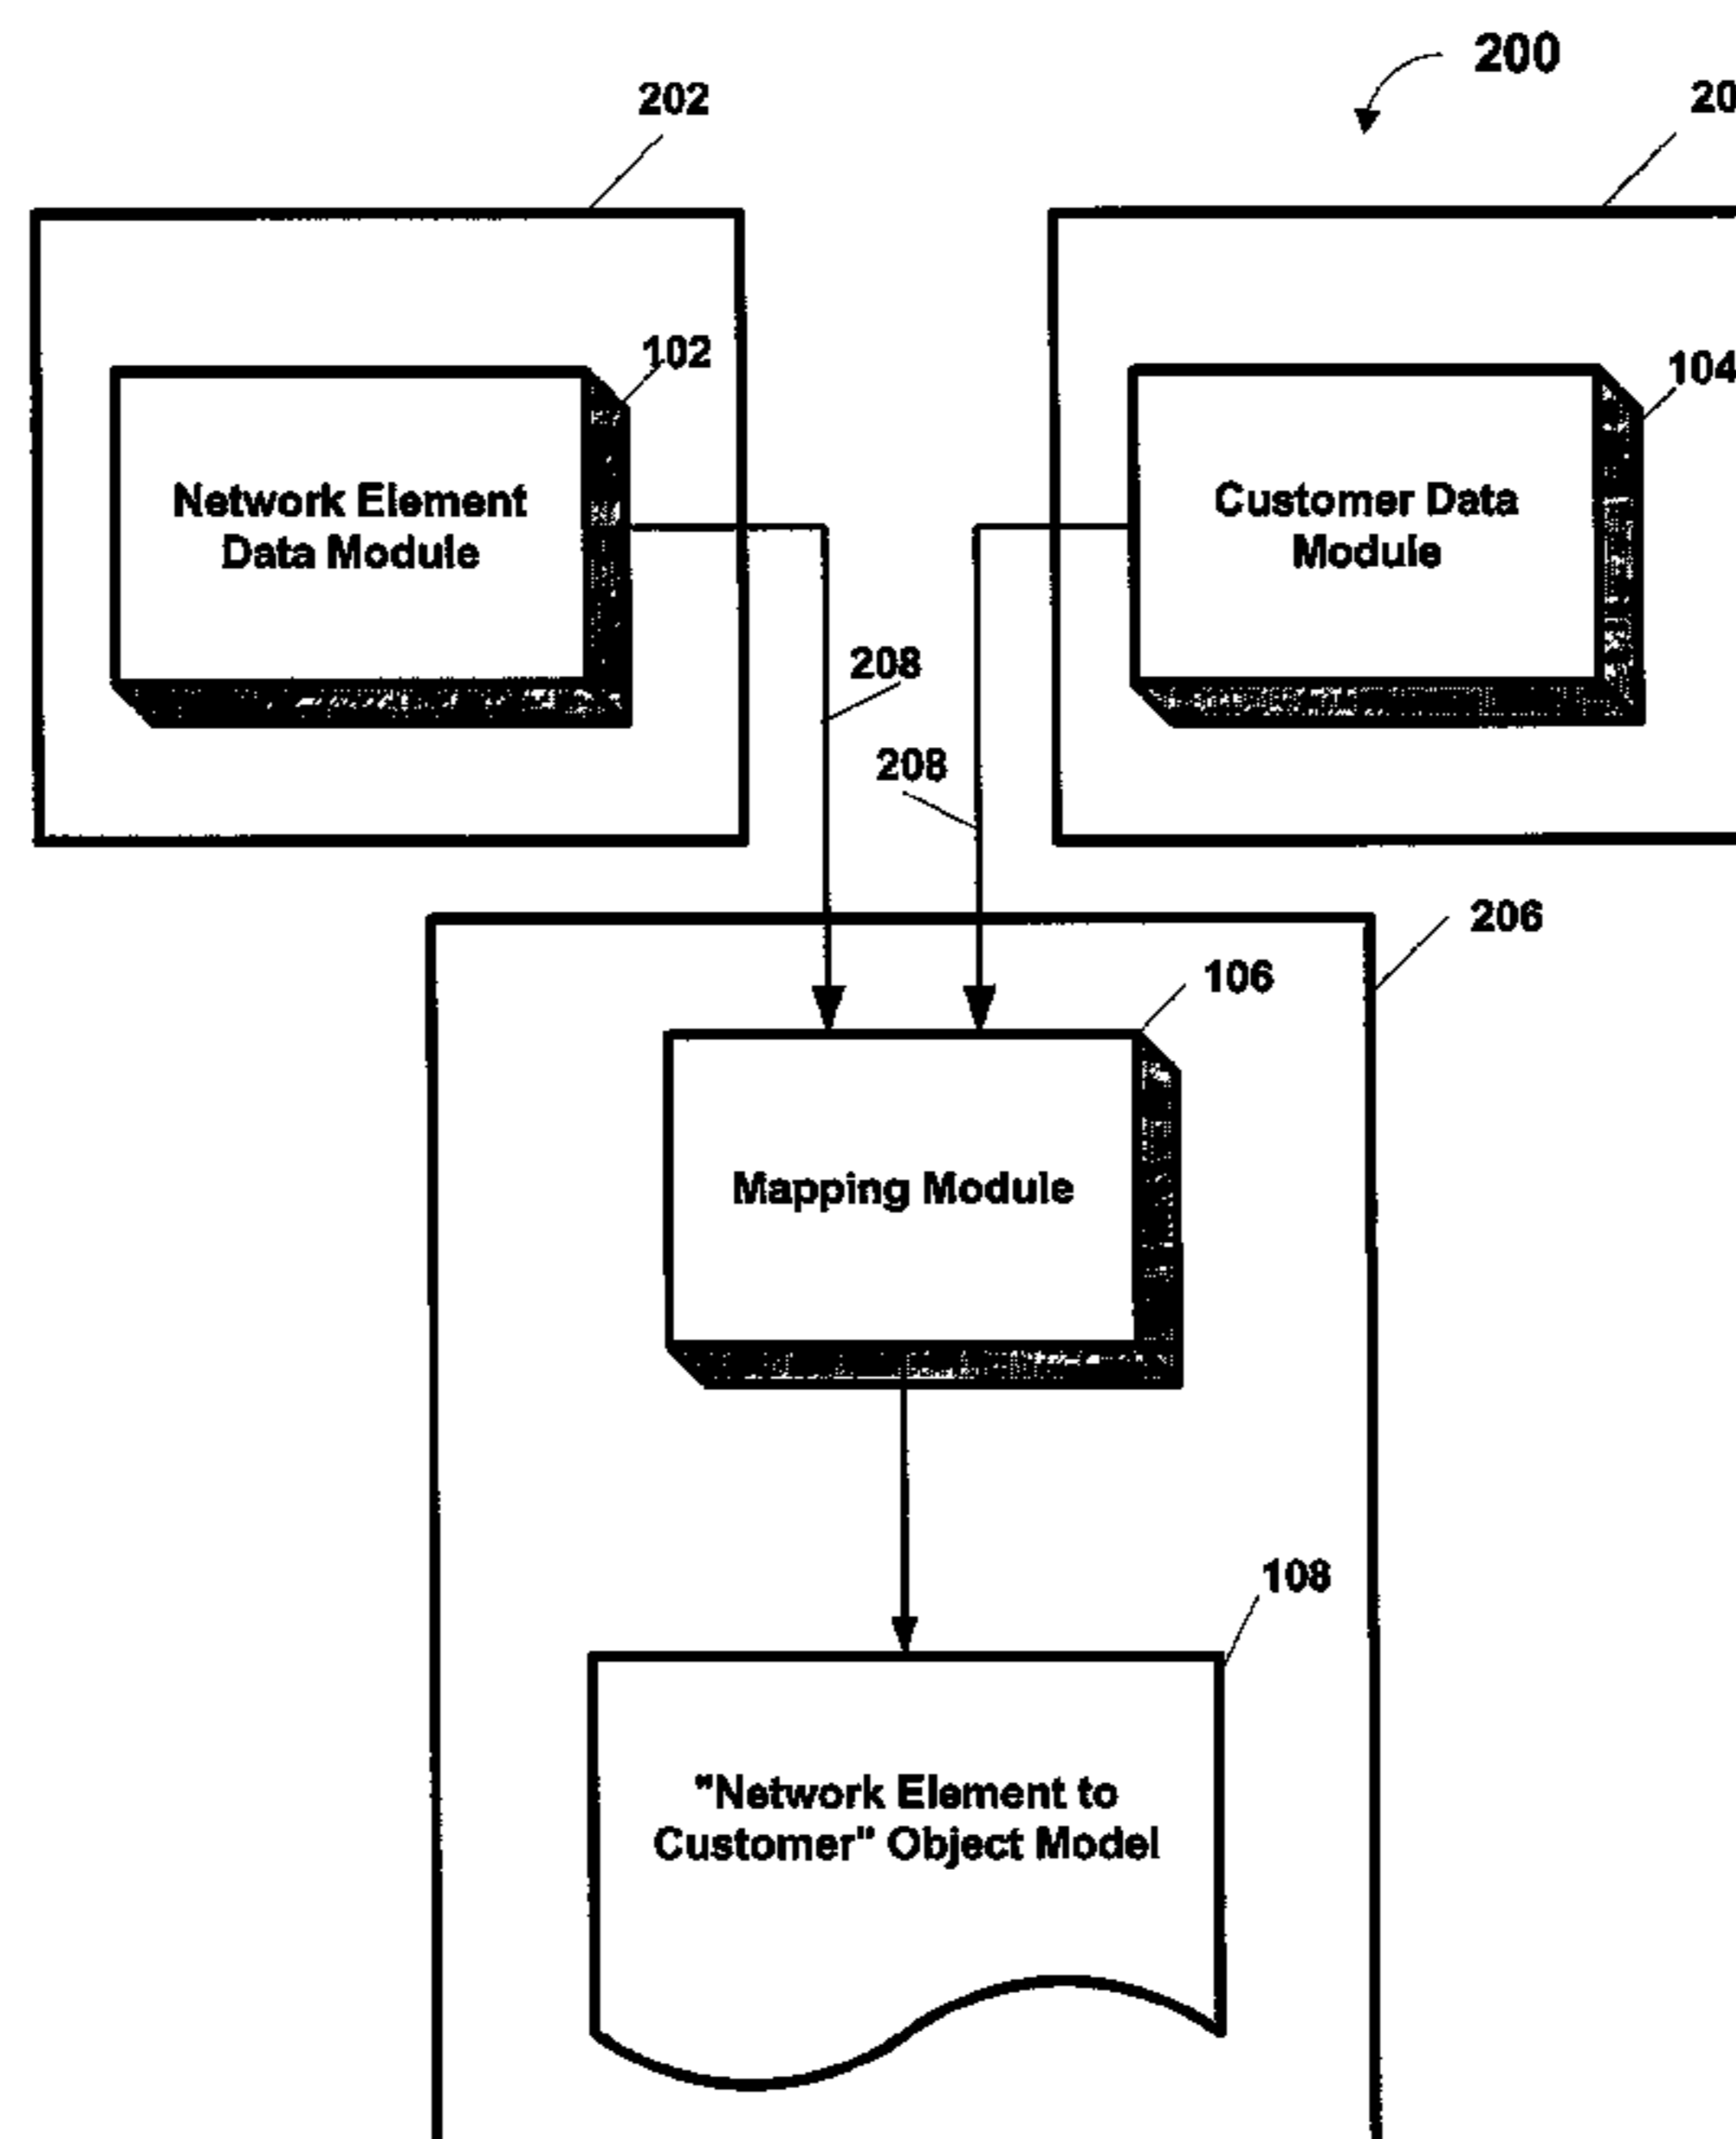 200
202
102
104
Network Element
Data Module
Customer Data
Module
208
208
206
106
Mapping Module
108
"Network Element to
Customer" Object Model